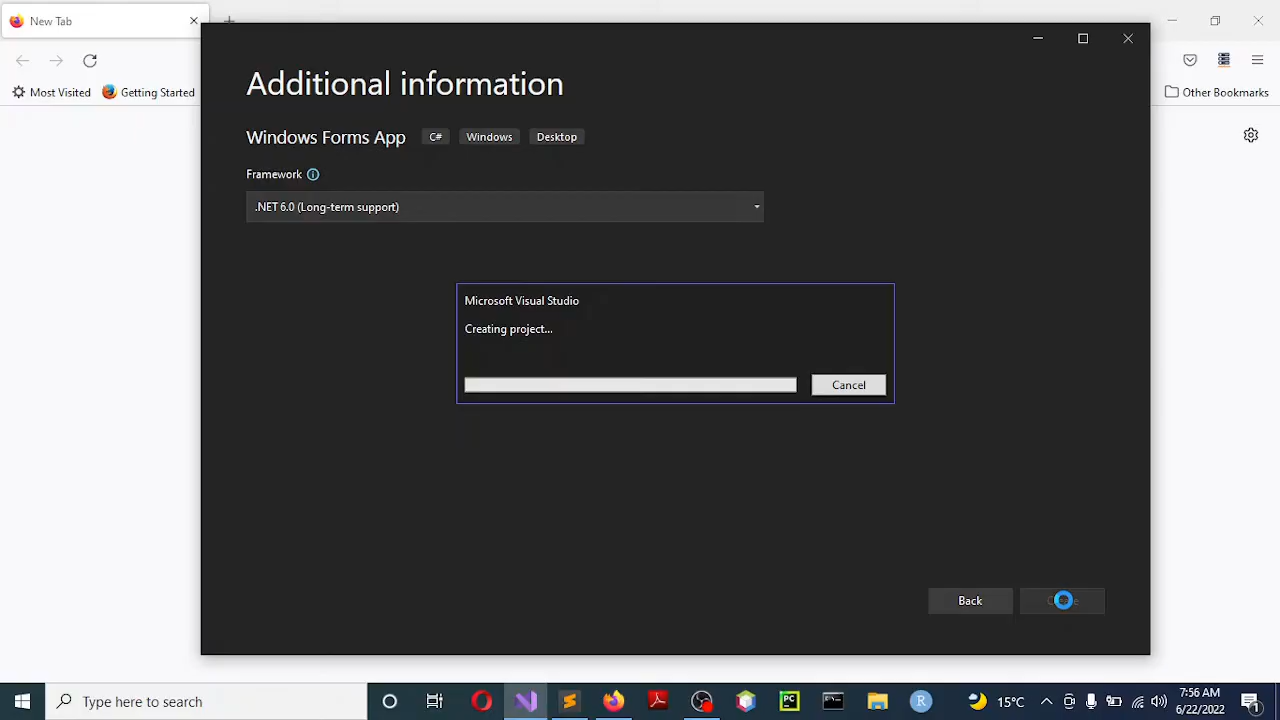 New Tab
Most Visited
Getting Started
Other Bookmarks
Additional information
Windows Forms App C# Windows Desktop
Framework
.NET 6.0 (Long-term support)
Microsoft Visual Studio
Creating project...
Cancel
Back
Type here to search
PC
R
15°C
7:56 AM
6/22/2022
1